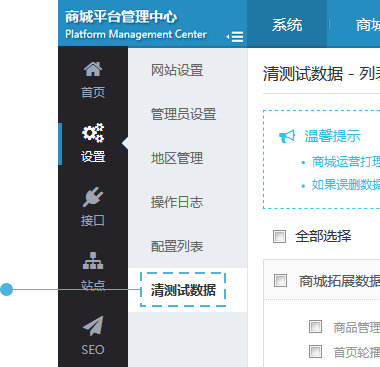 商城平台管理中心
Platform Management Center
系统
商城
首页
设置
接口
站点
SEO
网站设置
管理员设置
地区管理
操作日志
配置列表
清测试数据
清测试数据 - 列表
温馨提示
商城运营打理
如果误删数据
全部选择
商城拓展数据
商品管理
首页轮播